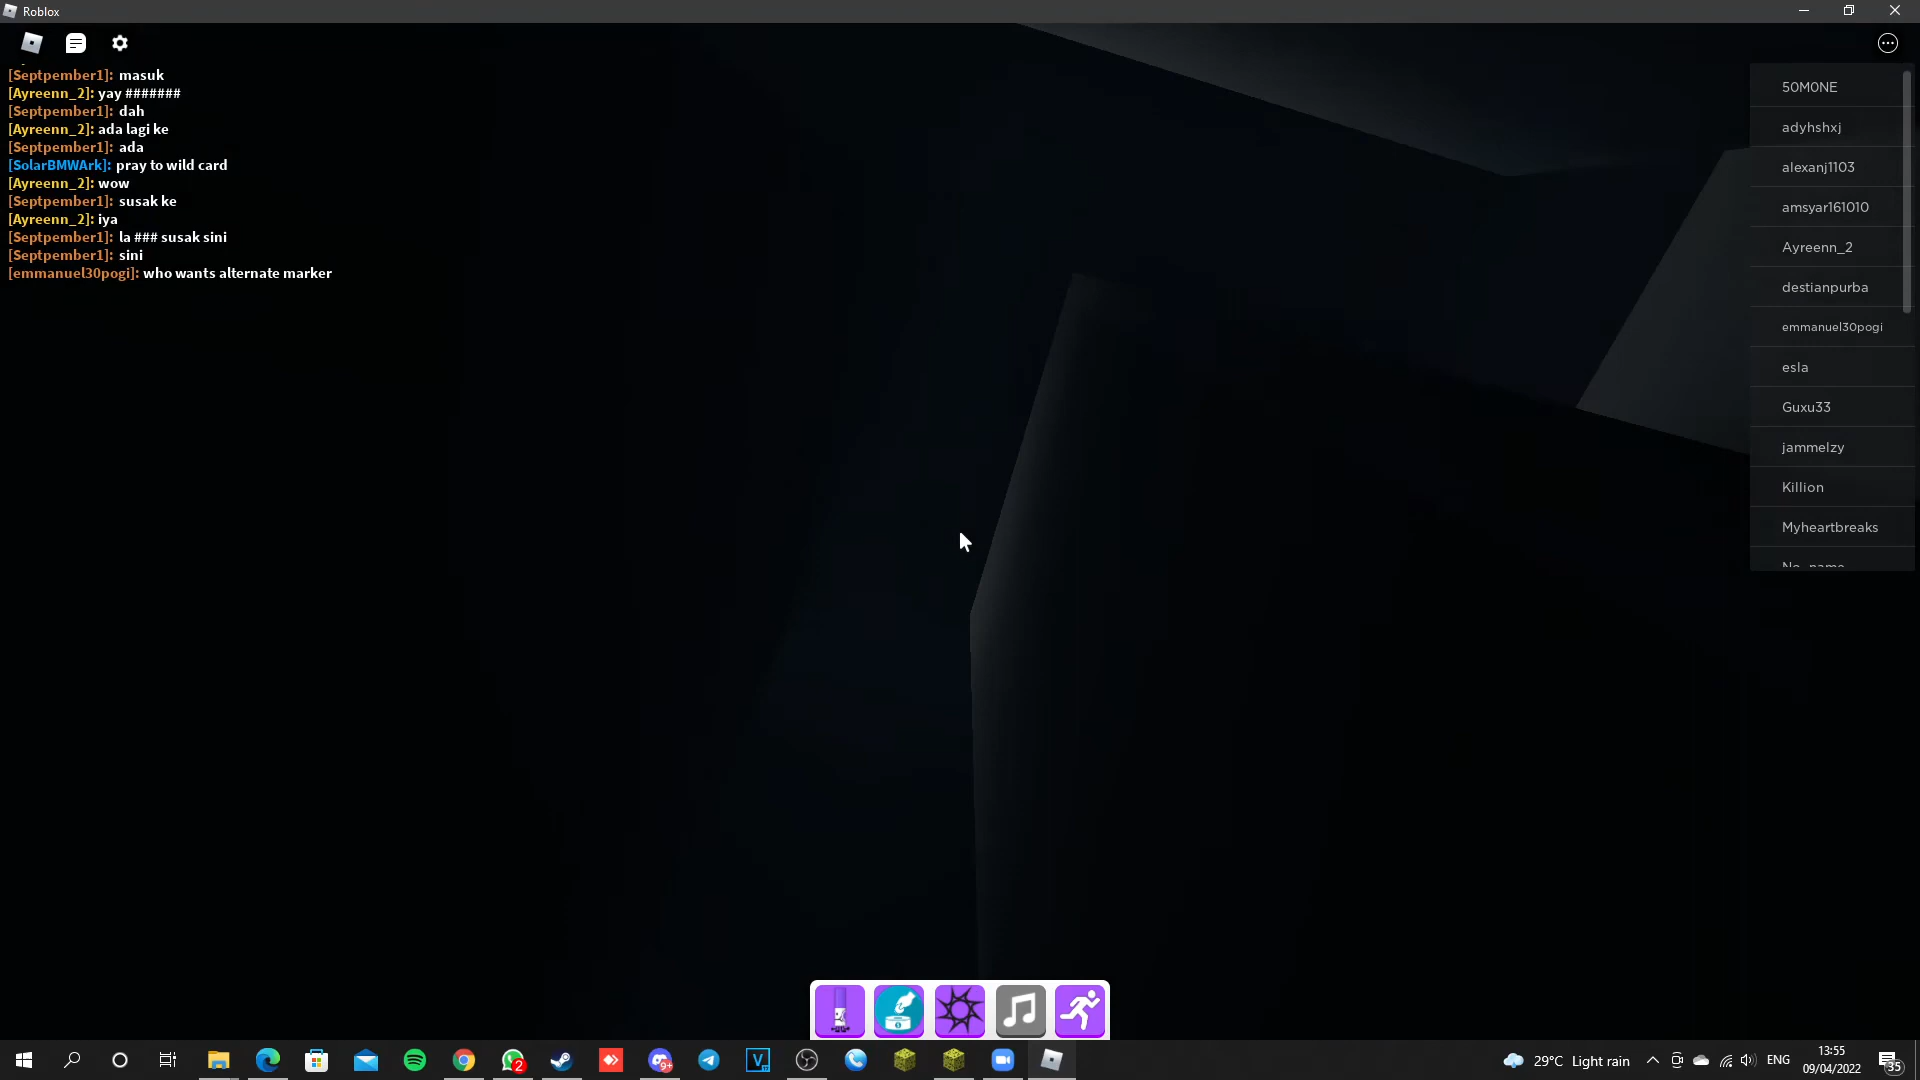 Roblox
[Septpember1]: masuk
[Ayreenn_2]: yay #######
[Septpember1]: dah
[Ayreenn_2]: ada lagi ke
[Septpember1]: ada
[SolarBMWArk]: pray to wild card
[Ayreenn_2]: wow
[Septpember1]: susak ke
[Ayreenn_2]: iya
[Septpember1]: la ### susak sini
[Septpember1]: sini
[emmanuel30pogi]: who wants alternate marker
50M0NE
adyhshxj
alexanj1103
amsyar161010
Ayreenn_2
destianpurba
emmanuel30pogi
esla
Guxu33
jammelzy
Killion
Myheartbreaks
2
9+
V
29°C Light rain
ENG
13:55
09/04/2022
35